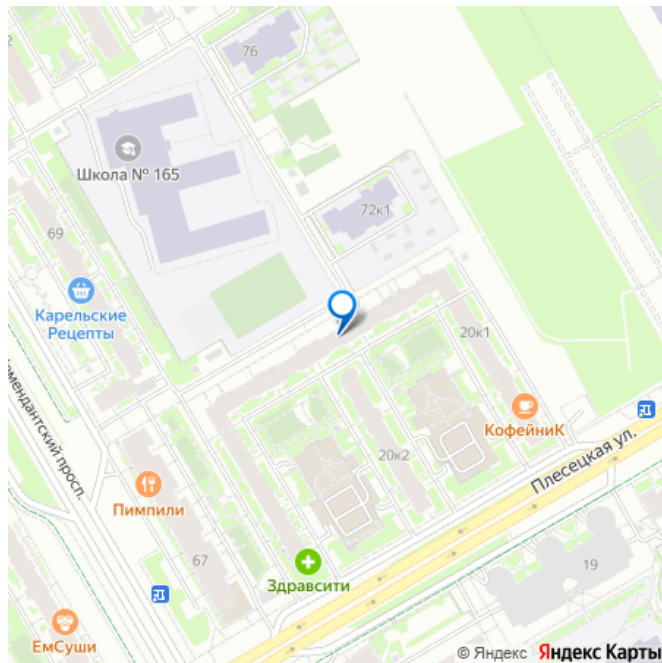 2
76
Школа № 165
72к1
69
Карельские
Рецепты
20к1
КофейниК
Плесецкая ул.
20к2
Пимпили
67
Здравсити
19
ЕмСуши
© Яндекс Яндекс Карты